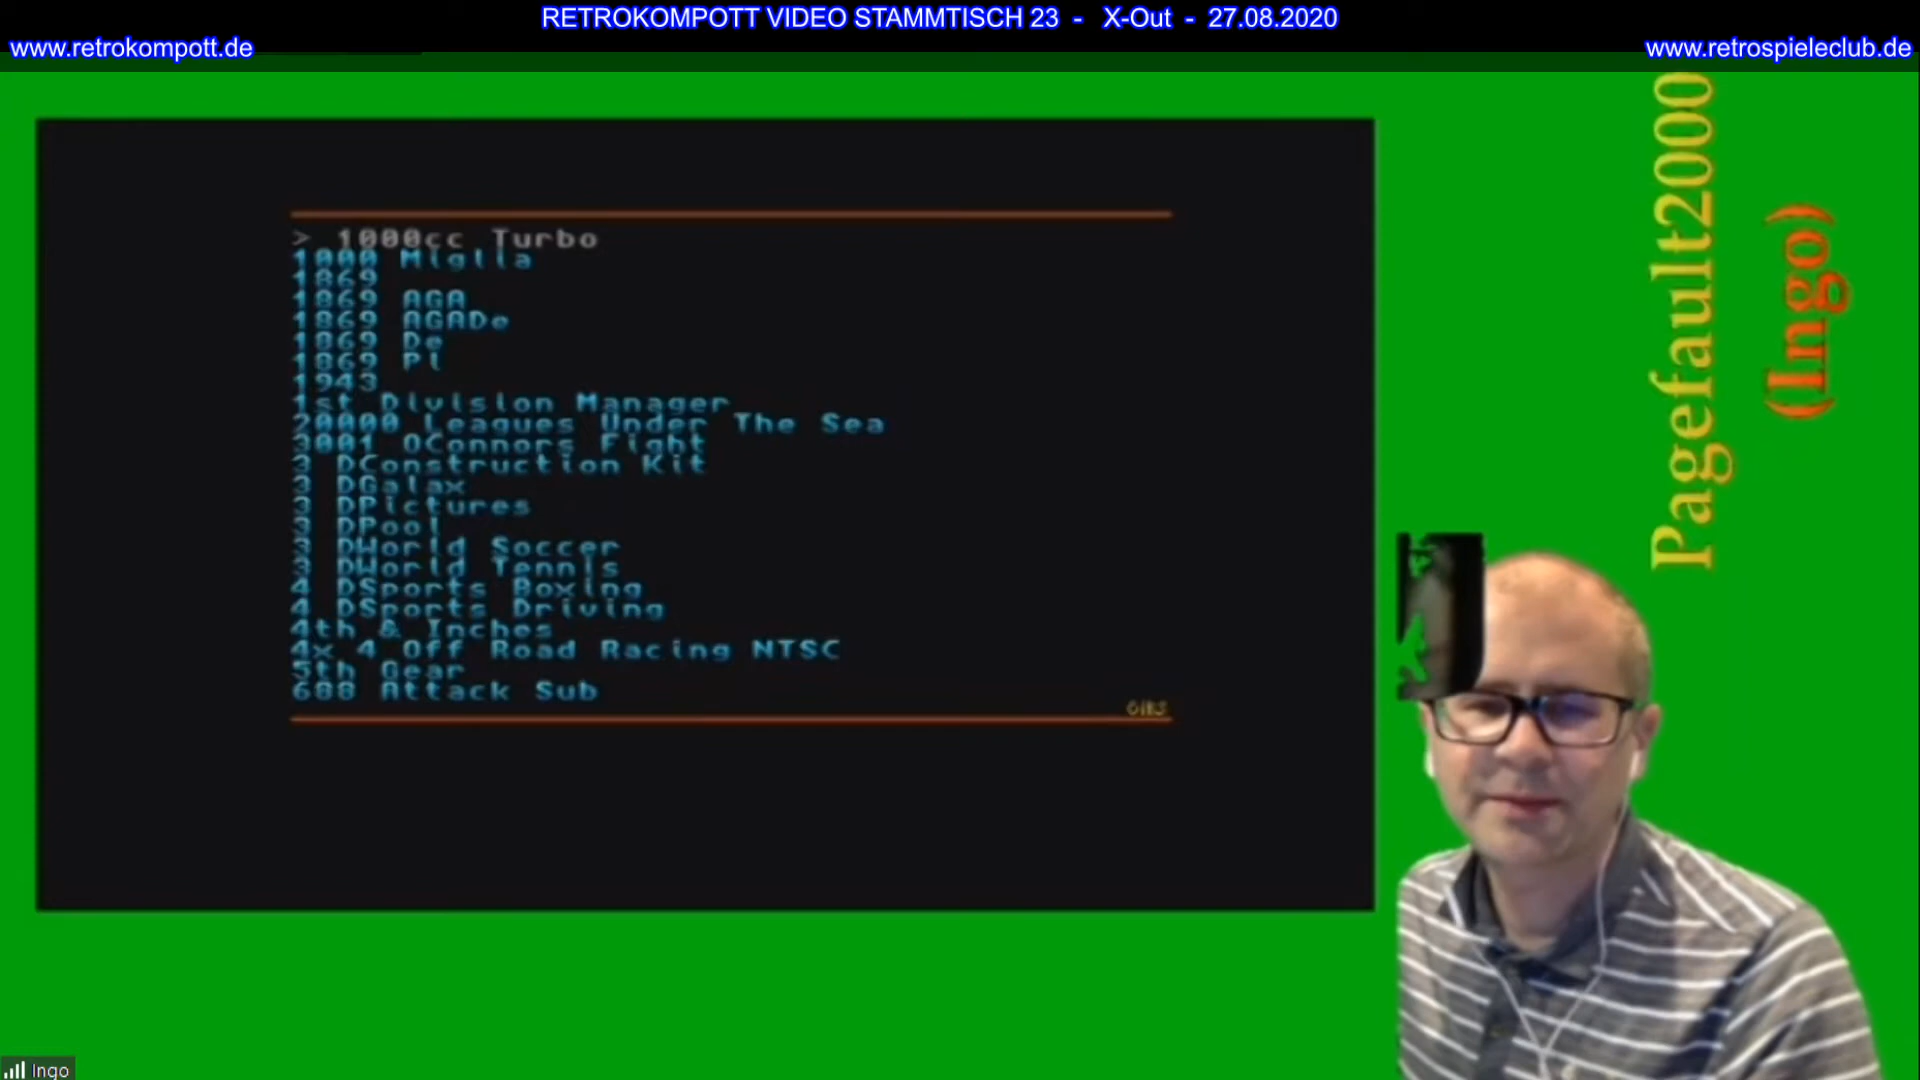 RETROKOMPOTT VIDEO STAMMTISCH 23 - X-Out - 27.08.2020
www.retrokompott.de
www.retrospieleclub.de
> 1000cc Turbo
1000 Miglia
1869
1869 AGA
1869 AGADe
1869 De
1869 Pl
1943
1st Division Manager
20000 Leagues Under The Sea
3001 OConnors Fight
3 DConstruction Kit
3 DGalax
3 DPictures
3 DPool
3 DWorld Soccer
3 DWorld Tennis
4 DSports Boxing
4 DSports Driving
4th & Inches
4x 4 Off Road Racing NTSC
5th Gear
688 Attack Sub
Pagefault2000
(Ingo)
Ingo